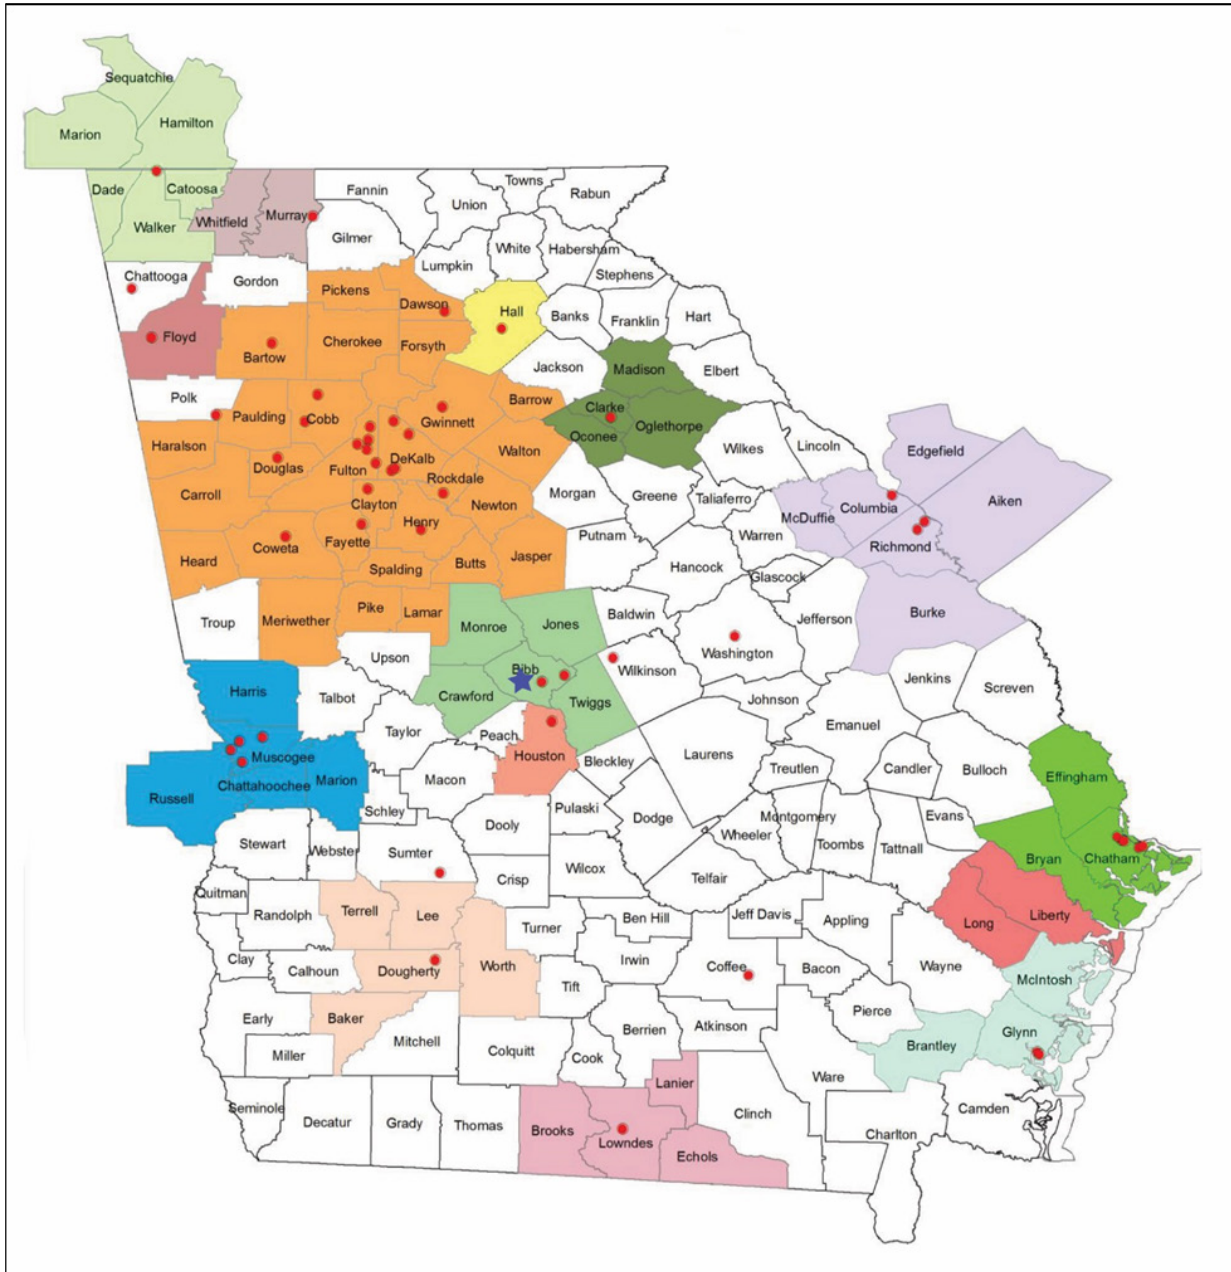 Sequatchie
Marion
Hamilton
Dade
Catoosa
Whitfield
Murray
Walker
Fannin
Union
Towns
Rabun
Gilmer
White
Habersham
Lumpkin
Stephens
Chattooga
Gordon
Pickens
Dawson
Hall
Banks
Franklin
Hart
Floyd
Bartow
Cherokee
Forsyth
Jackson
Madison
Elbert
Polk
Paulding
Cobb
Gwinnett
Barrow
Clarke
Oglethorpe
Oconee
Haralson
Douglas
Fulton
DeKalb
Walton
Wilkes
Lincoln
Edgefield
Carroll
Clayton
Rockdale
Newton
Morgan
Greene
Taliaferro
McDuffie
Columbia
Aiken
Heard
Coweta
Fayette
Henry
Jasper
Putnam
Warren
Richmond
Spalding
Butts
Hancock
Glascock
Troup
Meriwether
Pike
Lamar
Monroe
Jones
Baldwin
Jefferson
Burke
Upson
Bibb
Wilkinson
Washington
Harris
Talbot
Crawford
Twiggs
Johnson
Jenkins
Screven
Taylor
Peach
Houston
Bleckley
Laurens
Emanuel
Muscogee
Russell
Chattahoochee
Marion
Macon
Treutlen
Candler
Bulloch
Effingham
Schley
Dooly
Pulaski
Dodge
Wheeler
Montgomery
Toombs
Tattnall
Evans
Bryan
Chatham
Stewart
Webster
Sumter
Crisp
Wilcox
Telfair
Quitman
Randolph
Terrell
Lee
Turner
Ben Hill
Jeff Davis
Appling
Long
Liberty
Clay
Calhoun
Dougherty
Worth
Irwin
Coffee
Bacon
Wayne
McIntosh
Tift
Early
Baker
Mitchell
Berrien
Atkinson
Pierce
Brantley
Glynn
Miller
Colquitt
Cook
Lanier
Ware
Seminole
Decatur
Grady
Thomas
Brooks
Lowndes
Echols
Clinch
Charlton
Camden